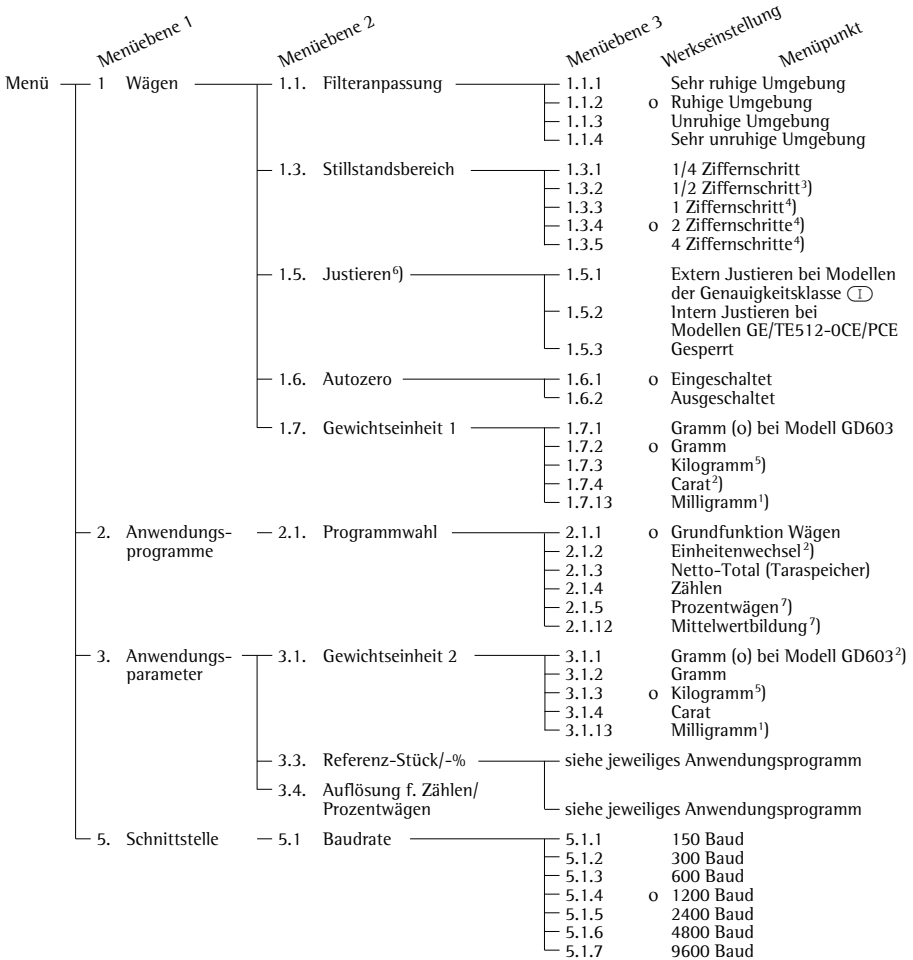 Menüebene 1 Menüebene 2 Menüebene 3 Werkseinstellung Menüpunkt
Menü 1 Wägen 1.1. Filteranpassung 1.1.1 Sehr ruhige Umgebung
1.1.2 o Ruhige Umgebung
1.1.3 Unruhige Umgebung
1.1.4 Sehr unruhige Umgebung
1.3. Stillstandsbereich 1.3.1 1/4 Ziffernschritt
1.3.2 1/2 Ziffernschritt³)
1.3.3 1 Ziffernschritt⁴)
1.3.4 o 2 Ziffernschritte⁴)
1.3.5 4 Ziffernschritte⁴)
1.5. Justieren⁶) 1.5.1 Extern Justieren bei Modellen
der Genauigkeitsklasse I
1.5.2 Intern Justieren bei
Modellen GE/TE512-0CE/PCE
1.5.3 Gesperrt
1.6. Autozero 1.6.1 o Eingeschaltet
1.6.2 Ausgeschaltet
1.7. Gewichtseinheit 1 1.7.1 Gramm (o) bei Modell GD603
1.7.2 o Gramm
1.7.3 Kilogramm⁵)
1.7.4 Carat²)
1.7.13 Milligramm¹)
2. Anwendungs- 2.1. Programmwahl 2.1.1 o Grundfunktion Wägen
programme 2.1.2 Einheitenwechsel²)
2.1.3 Netto-Total (Taraspeicher)
2.1.4 Zählen
2.1.5 Prozentwägen⁷)
2.1.12 Mittelwertbildung⁷)
3. Anwendungs- 3.1. Gewichtseinheit 2 3.1.1 Gramm (o) bei Modell GD603²)
parameter 3.1.2 Gramm
3.1.3 o Kilogramm⁵)
3.1.4 Carat
3.1.13 Milligramm¹)
3.3. Referenz-Stück/-% siehe jeweiliges Anwendungsprogramm
3.4. Auflösung f. Zählen/
Prozentwägen siehe jeweiliges Anwendungsprogramm
5. Schnittstelle 5.1 Baudrate 5.1.1 150 Baud
5.1.2 300 Baud
5.1.3 600 Baud
5.1.4 o 1200 Baud
5.1.5 2400 Baud
5.1.6 4800 Baud
5.1.7 9600 Baud